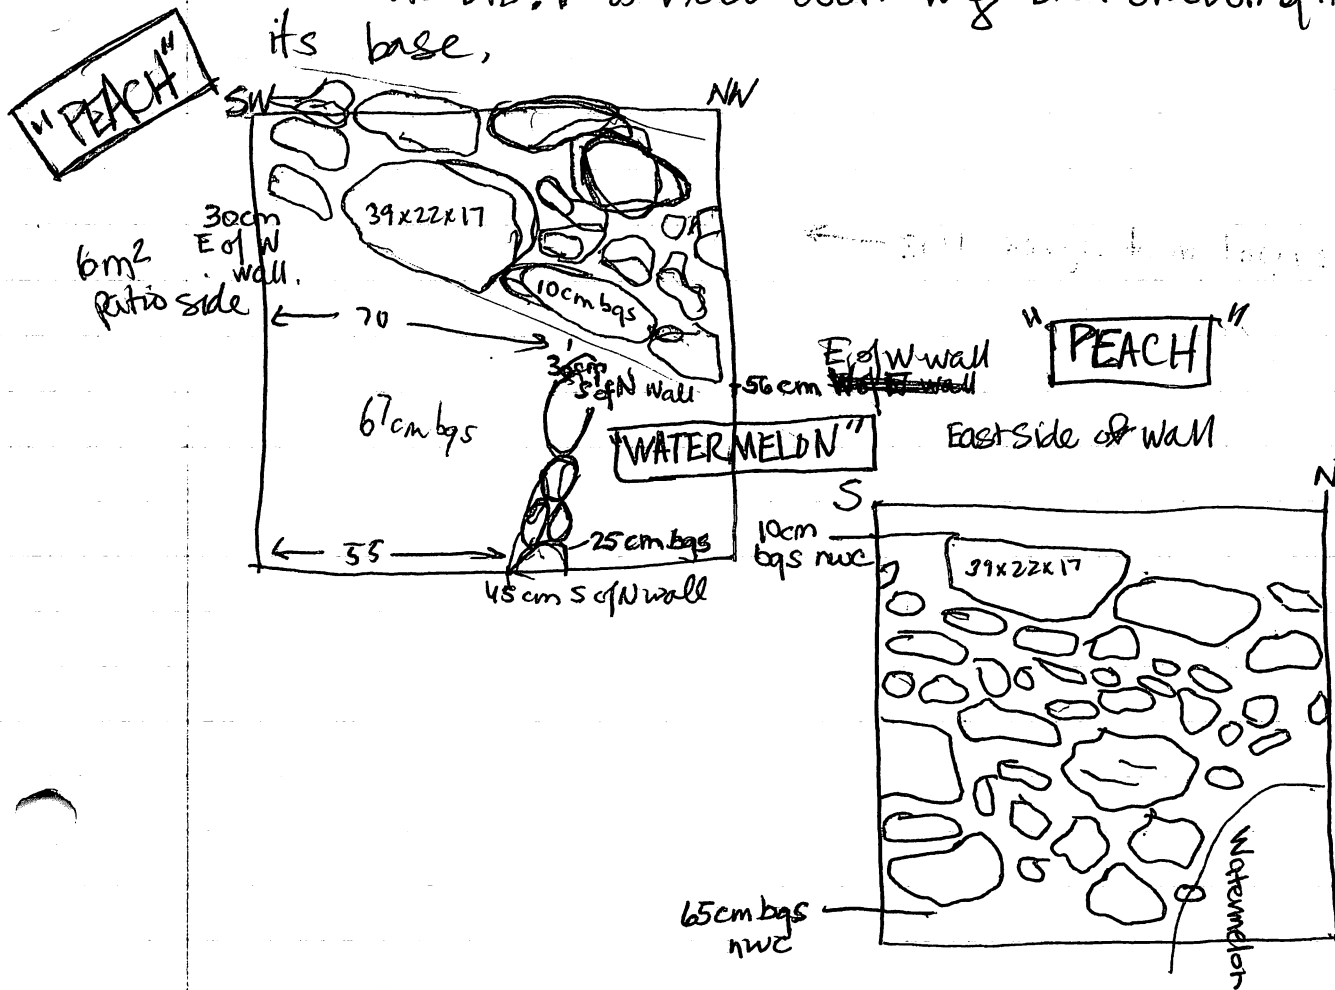 its base,
"PEACH"
SW
NW
39x22x17
30cm
E of W
wall.
6m²
patio side
10cm bgs
70
30cm
S of N wall
56cm
E of W wall
"PEACH"
67cm bgs
"WATERMELON"
East side of wall
S
N
55
25cm bgs
45cm S of N wall
10cm
bgs nwc
39x22x17
Watermelon
65cm bgs
nwc